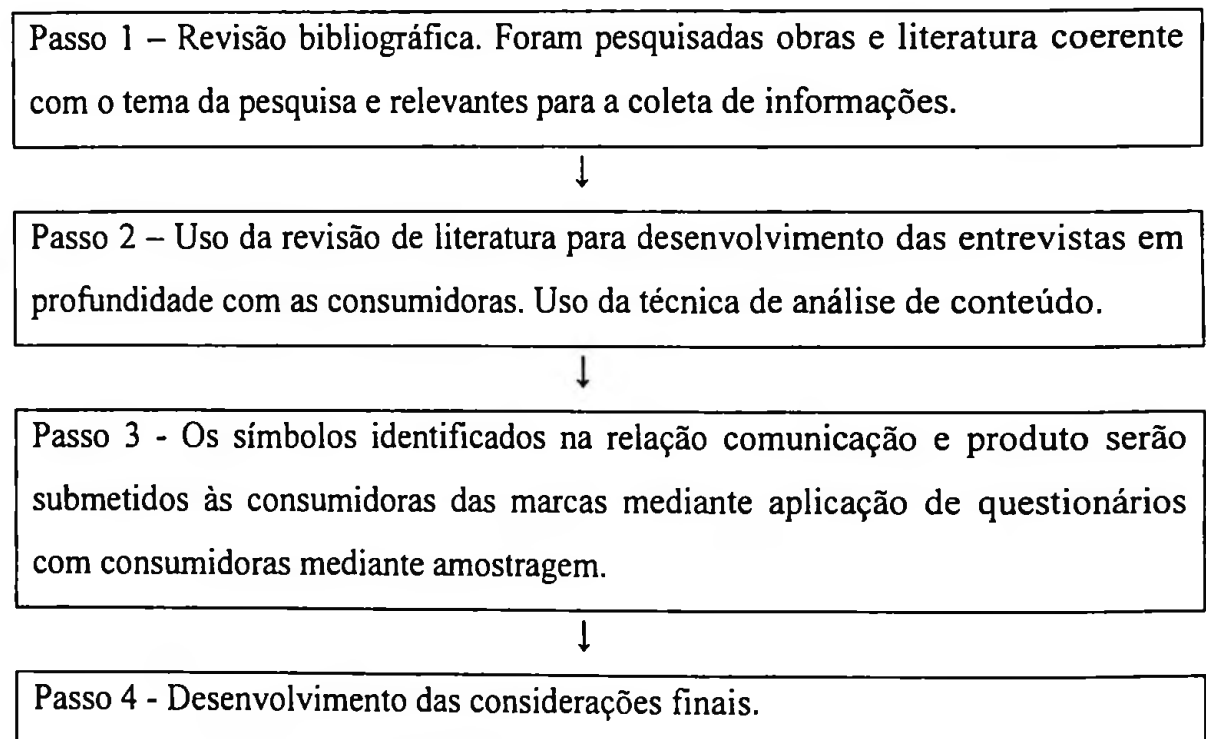 Passo 1 – Revisão bibliográfica. Foram pesquisadas obras e literatura coerente
com o tema da pesquisa e relevantes para a coleta de informações.
↓
Passo 2 – Uso da revisão de literatura para desenvolvimento das entrevistas em
profundidade com as consumidoras. Uso da técnica de análise de conteúdo.
↓
Passo 3 - Os símbolos identificados na relação comunicação e produto serão
submetidos às consumidoras das marcas mediante aplicação de questionários
com consumidoras mediante amostragem.
↓
Passo 4 - Desenvolvimento das considerações finais.